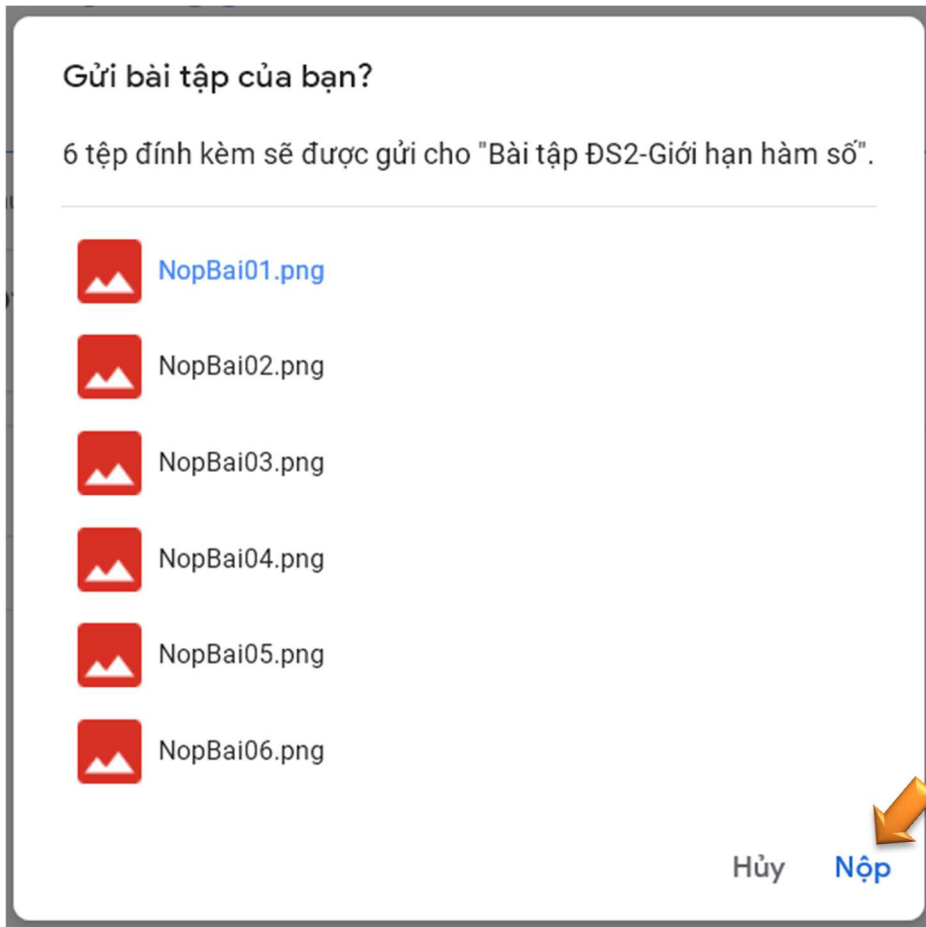 Gửi bài tập của bạn?
6 tệp đính kèm sẽ được gửi cho "Bài tập ĐS2-Giới hạn hàm số".
NopBai01.png
NopBai02.png
NopBai03.png
NopBai04.png
NopBai05.png
NopBai06.png
Hủy Nộp